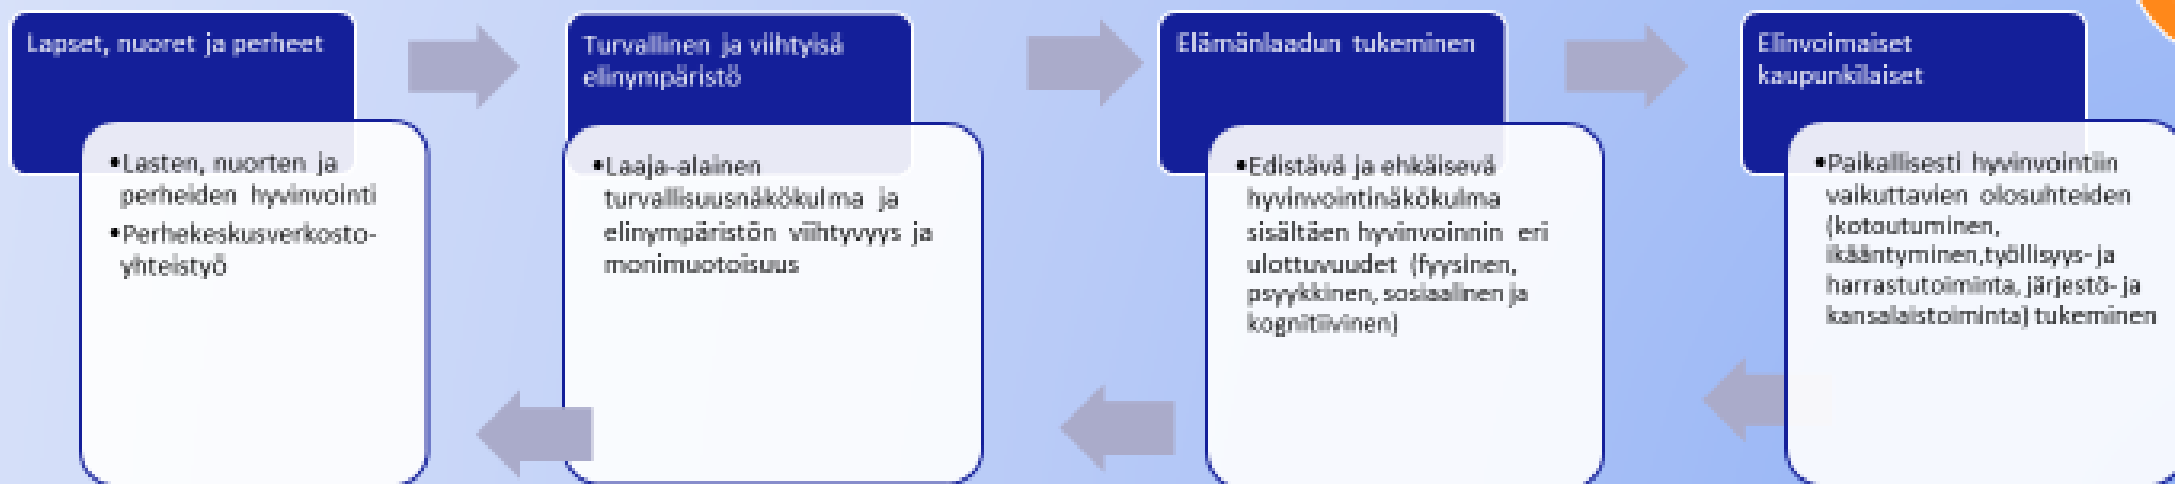 Lapset, nuoret ja perheet
•Lasten, nuorten ja
perheiden hyvinvointi
•Perhekeskusverkosto-
yhteistyö
Turvallinen ja viihtyisä
elinympäristö
•Laaja-alainen
turvallisuusnäkökulma ja
elinympäristön viihtyvyys ja
monimuotoisuus
Elämänlaadun tukeminen
•Edistävä ja ehkäisevä
hyvinvointinäkökulma
sisältäen hyvinvoinnin eri
ulottuvuudet (fyysinen,
psyykkinen, sosiaalinen ja
kognitiivinen)
Elinvoimaiset
kaupunkilaiset
•Paikallisesti hyvinvointiin
vaikuttavien olosuhteiden
(kotoutuminen,
ikääntyminen,työllisyys- ja
harrastutoiminta, järjestö- ja
kansalaistoiminta) tukeminen